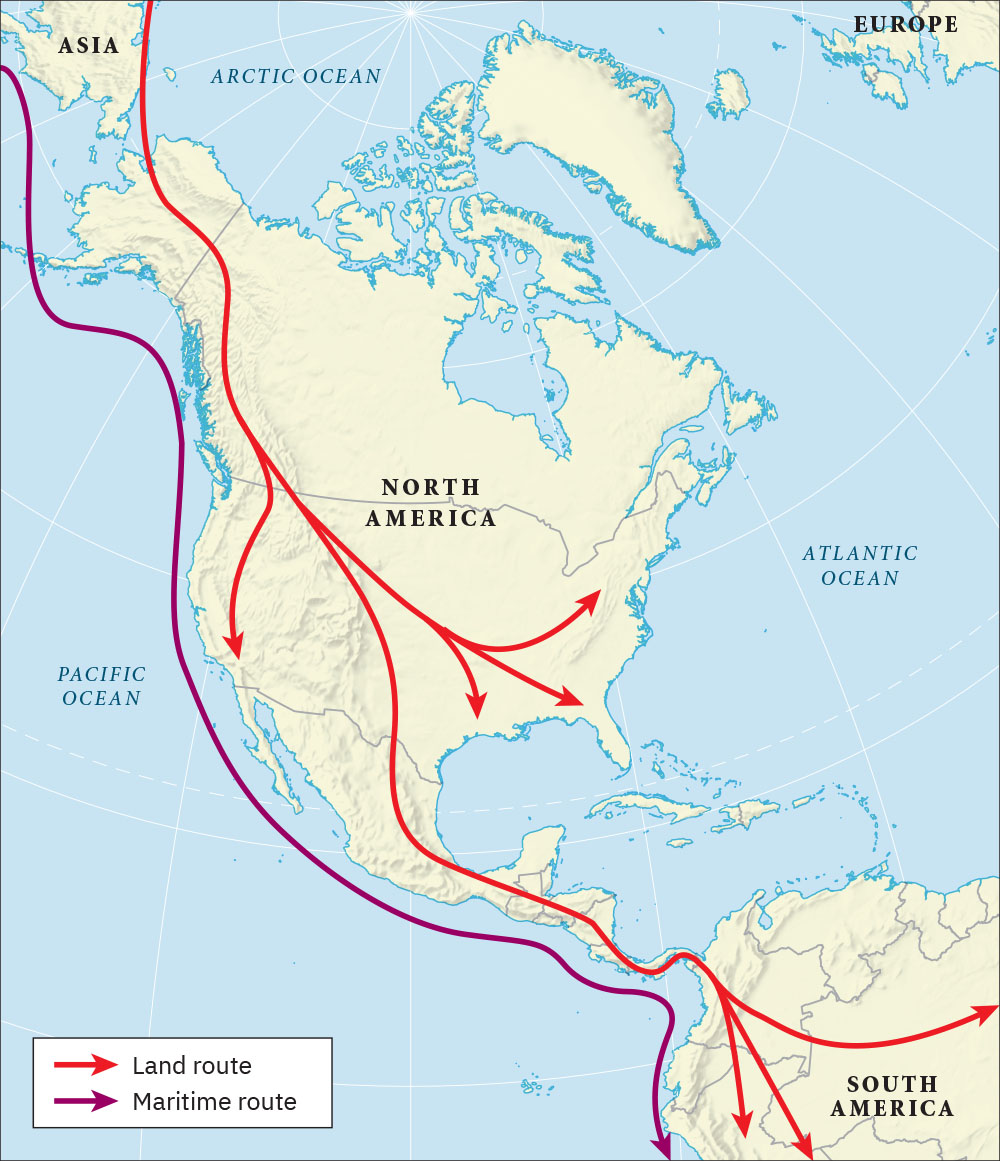 EUROPE
ASIA
ARCTIC OCEAN
NORTH
AMERICA
ATLANTIC
OCEAN
PACIFIC
OCEAN
Land route
Maritime route
SOUTH
AMERICA